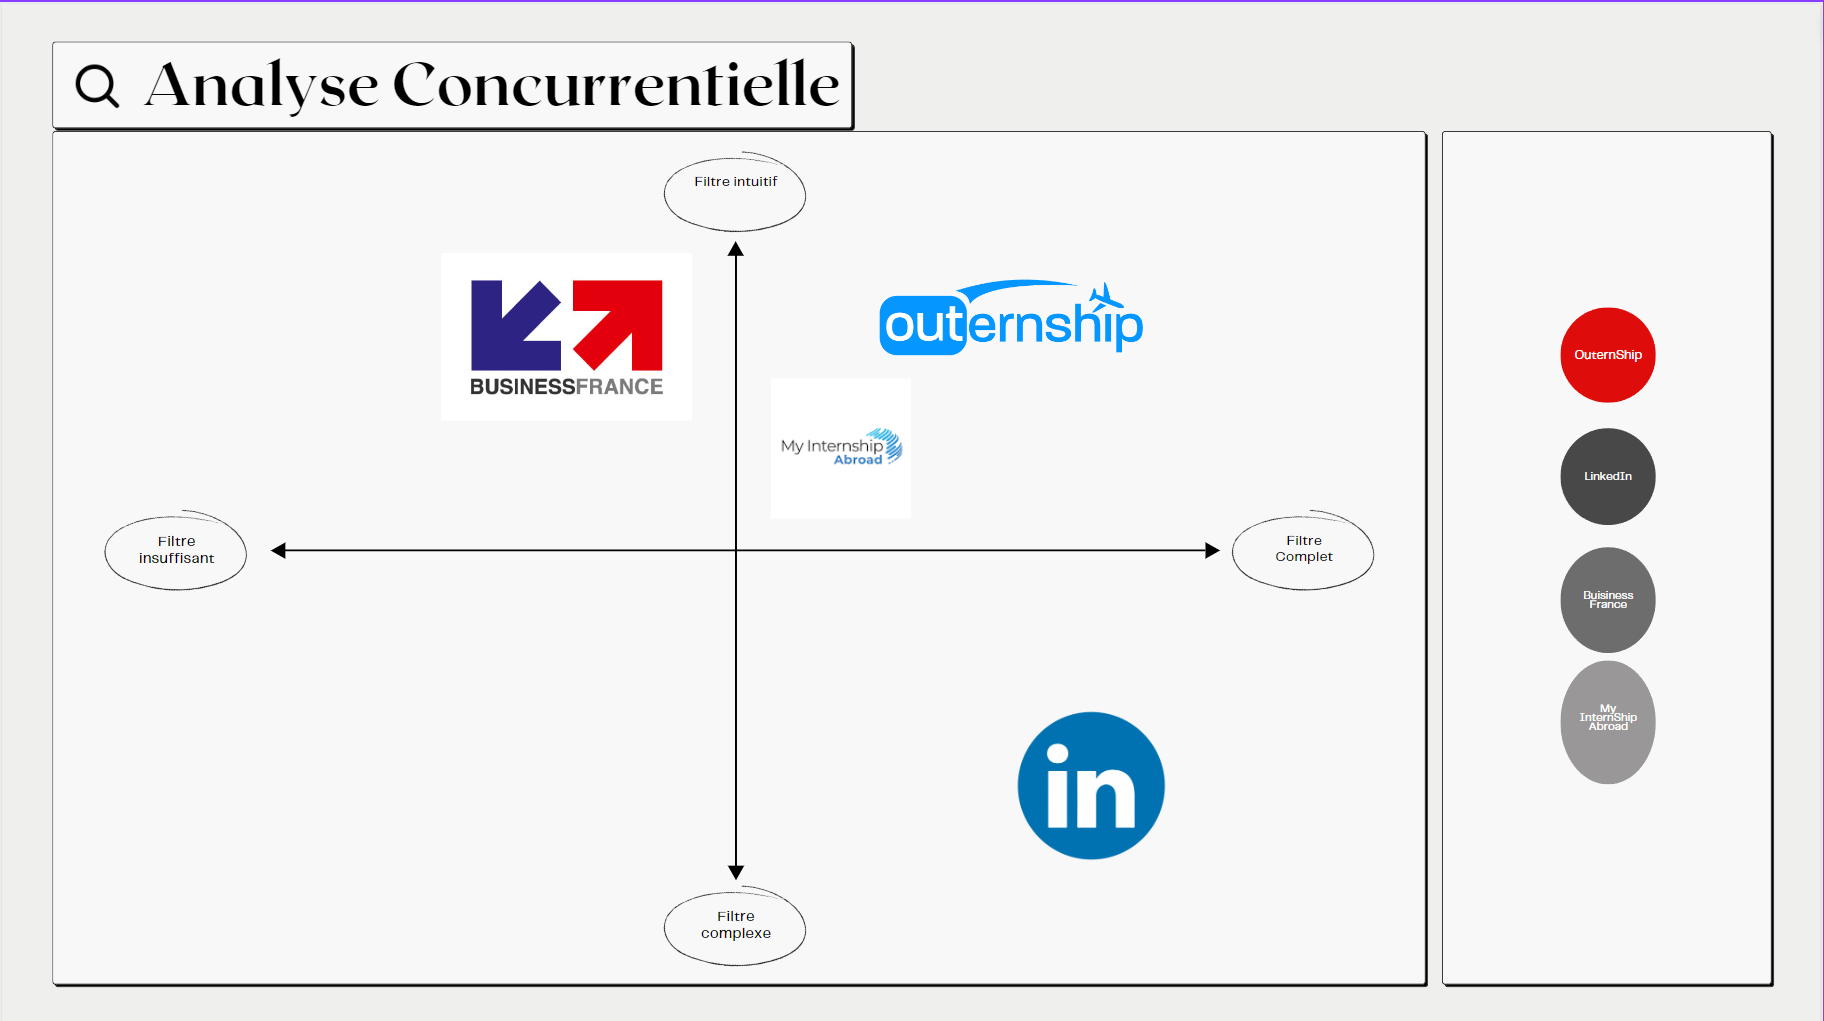 Analyse Concurrentielle
Filtre intuitif
BUSINESSFRANCE
outernship
My Internship
Abroad
Filtre
insuffisant
Filtre
Complet
in
Filtre
complexe
OuternShip
LinkedIn
Buisiness
France
My
InternShip
Abroad